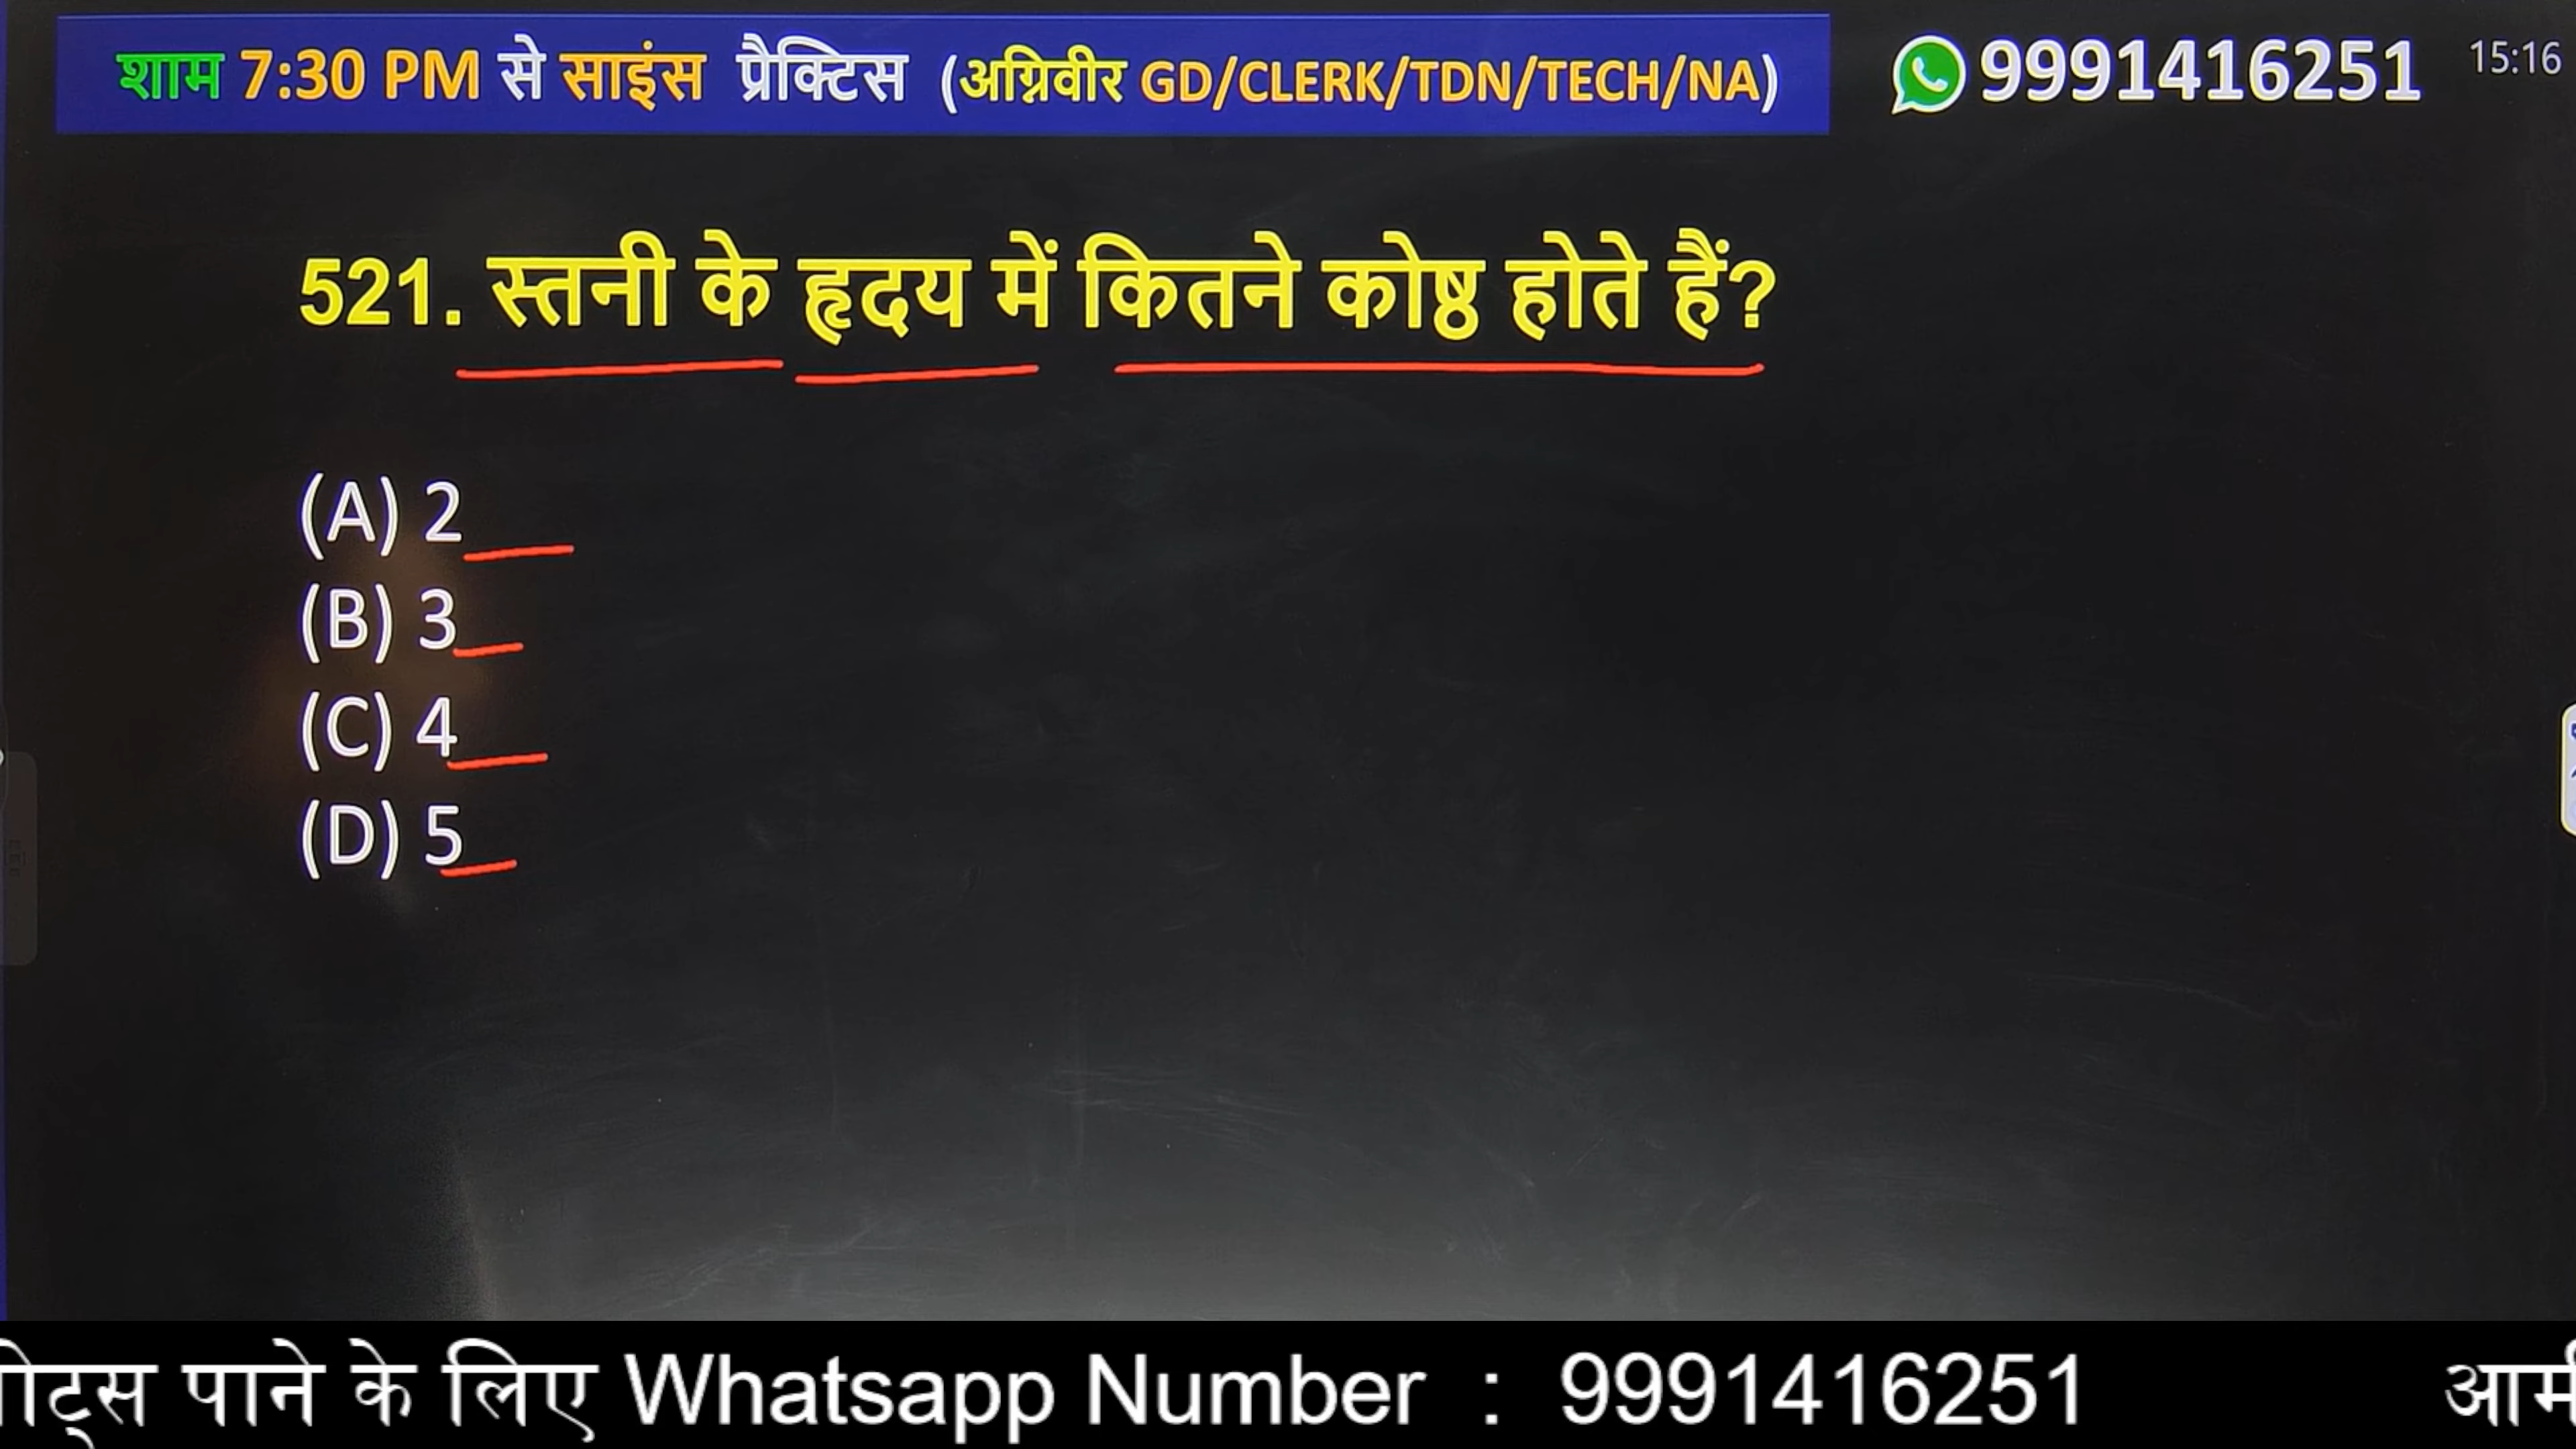 शाम 7:30 PM से साइंस प्रैक्टिस (अग्निवीर GD/CLERK/TDN/TECH/NA)
9991416251
15:16
521. स्तनी के हृदय में कितने कोष्ठ होते हैं?
(A) 2
(B) 3
(C) 4
(D) 5
पाने के लिए Whatsapp Number : 9991416251